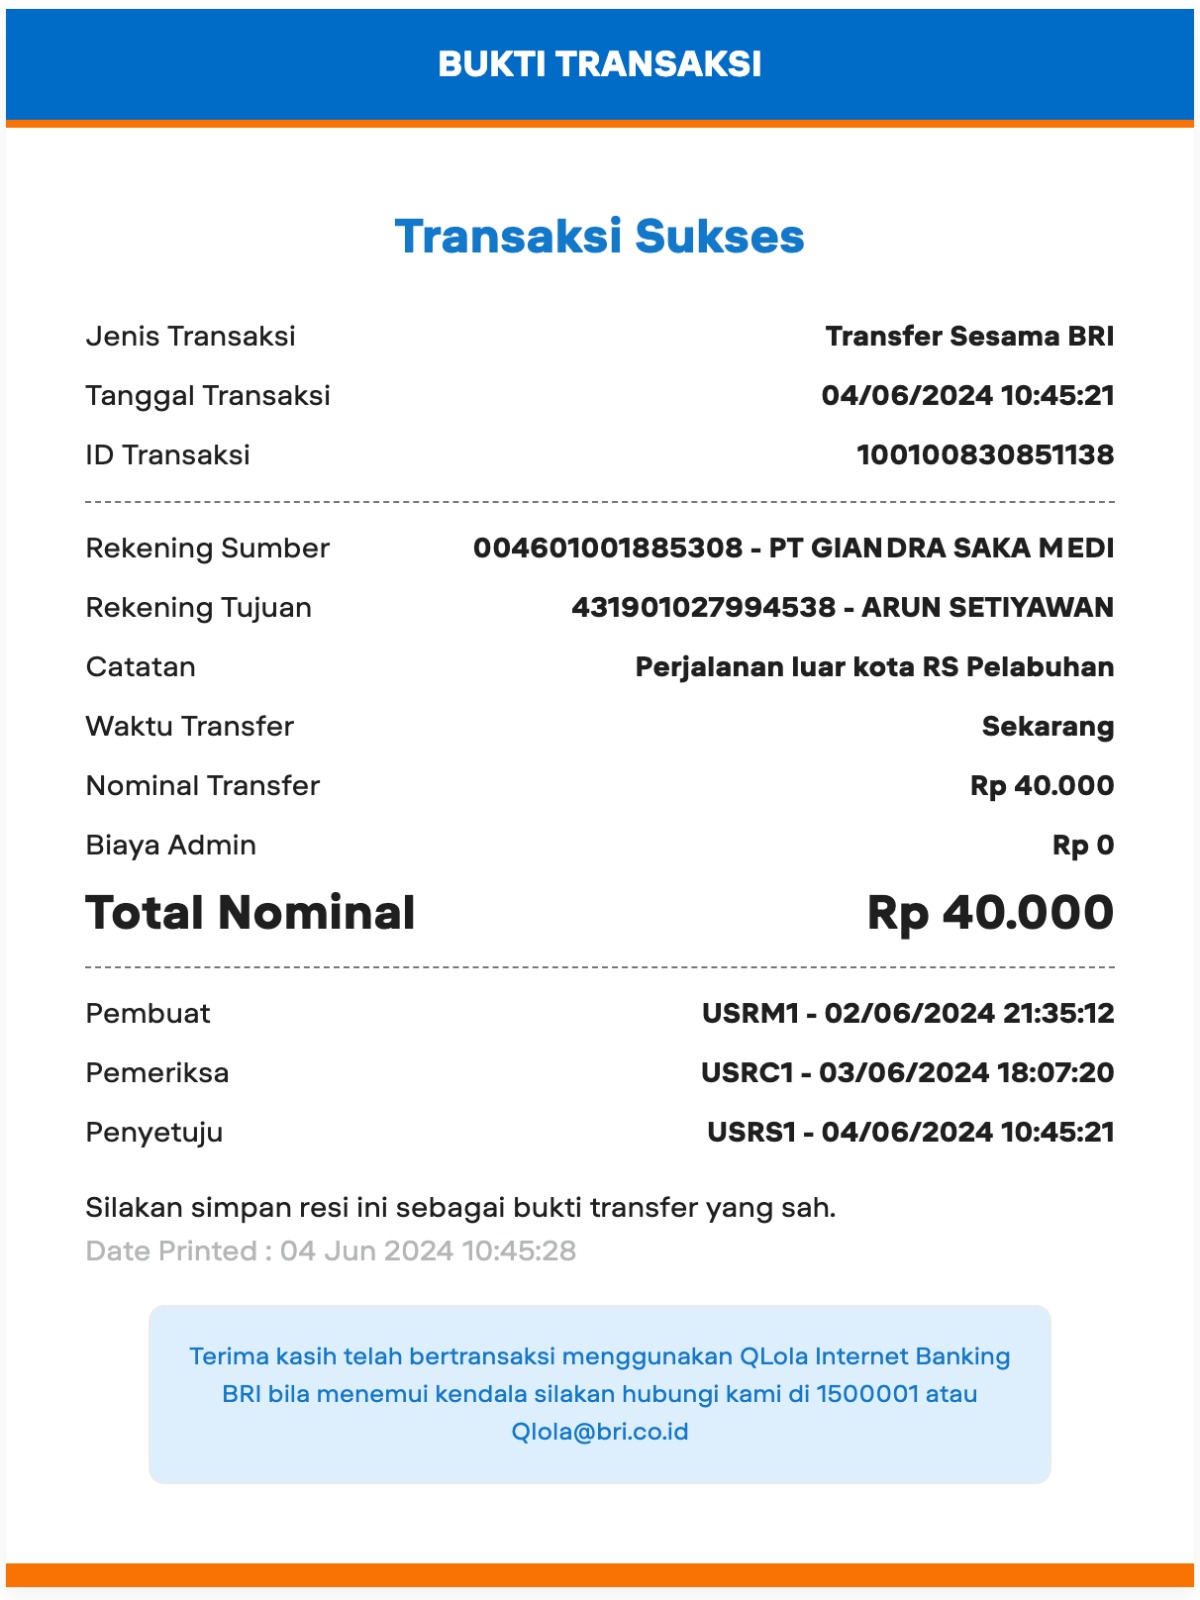 BUKTI TRANSAKSI
Transaksi Sukses
Jenis Transaksi Transfer Sesama BRI
Tanggal Transaksi 04/06/2024 10:45:21
ID Transaksi 100100830851138
Rekening Sumber 004601001885308 - PT GIANDRA SAKA MEDI
Rekening Tujuan 431901027994538 - ARUN SETIYAWAN
Catatan Perjalanan luar kota RS Pelabuhan
Waktu Transfer Sekarang
Nominal Transfer Rp 40.000
Biaya Admin Rp 0
Total Nominal Rp 40.000
Pembuat USRM1 - 02/06/2024 21:35:12
Pemeriksa USRC1 - 03/06/2024 18:07:20
Penyetuju USRS1 - 04/06/2024 10:45:21
Silakan simpan resi ini sebagai bukti transfer yang sah.
Date Printed : 04 Jun 2024 10:45:28
Terima kasih telah bertransaksi menggunakan QLola Internet Banking
BRI bila menemui kendala silakan hubungi kami di 1500001 atau
Qlola@bri.co.id